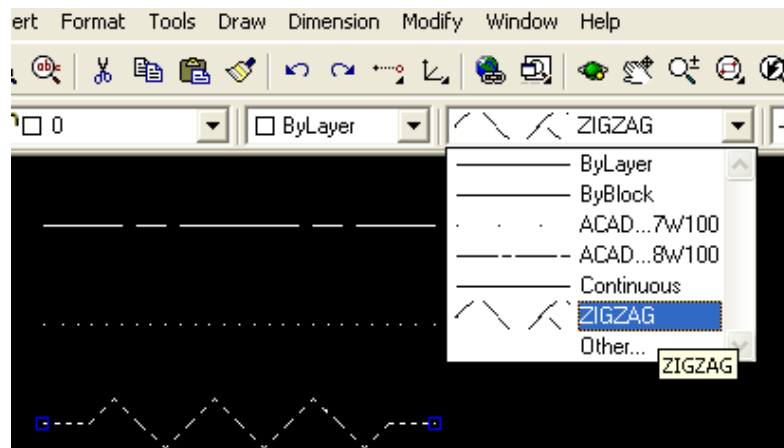 ert Format Tools Draw Dimension Modify Window Help
abc
0 ByLayer ZIGZAG
ByLayer
ByBlock
ACAD...7W100
ACAD...8W100
Continuous
ZIGZAG
Other...
ZIGZAG